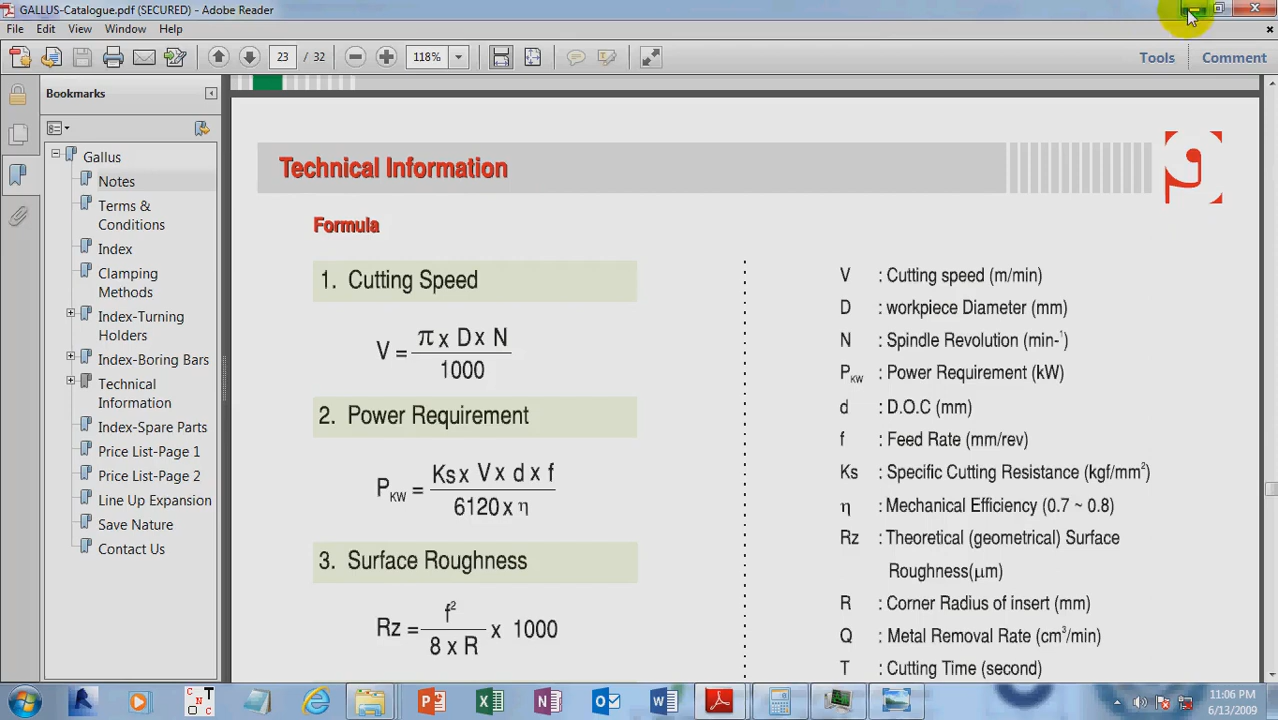 GALLUS-Catalogue.pdf (SECURED) - Adobe Reader
File Edit View Window Help
23 / 32 118% Tools Comment
Bookmarks
Gallus
Notes
Terms &
Conditions
Index
Clamping
Methods
Index-Turning
Holders
Index-Boring Bars
Technical
Information
Index-Spare Parts
Price List-Page 1
Price List-Page 2
Line Up Expansion
Save Nature
Contact Us
Technical Information
Formula
1. Cutting Speed
V = π x D x N / 1000
2. Power Requirement
P_KW = Ks x V x d x f / 6120 x η
3. Surface Roughness
Rz = f² / 8 x R x 1000
V : Cutting speed (m/min)
D : workpiece Diameter (mm)
N : Spindle Revolution (min-¹)
P_KW : Power Requirement (kW)
d : D.O.C (mm)
f : Feed Rate (mm/rev)
Ks : Specific Cutting Resistance (kgf/mm²)
η : Mechanical Efficiency (0.7 ~ 0.8)
Rz : Theoretical (geometrical) Surface
Roughness(μm)
R : Corner Radius of insert (mm)
Q : Metal Removal Rate (cm³/min)
T : Cutting Time (second)
CNCT
11:06 PM
6/13/2009